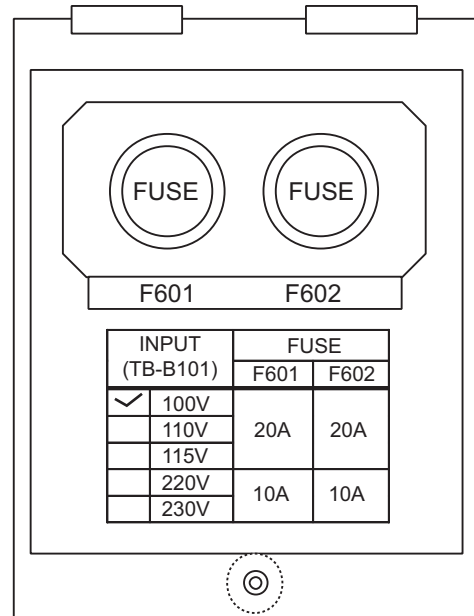 FUSE FUSE
F601 F602
INPUT FUSE
(TB-B101) F601 F602
100V
110V 20A 20A
115V
220V 10A 10A
230V